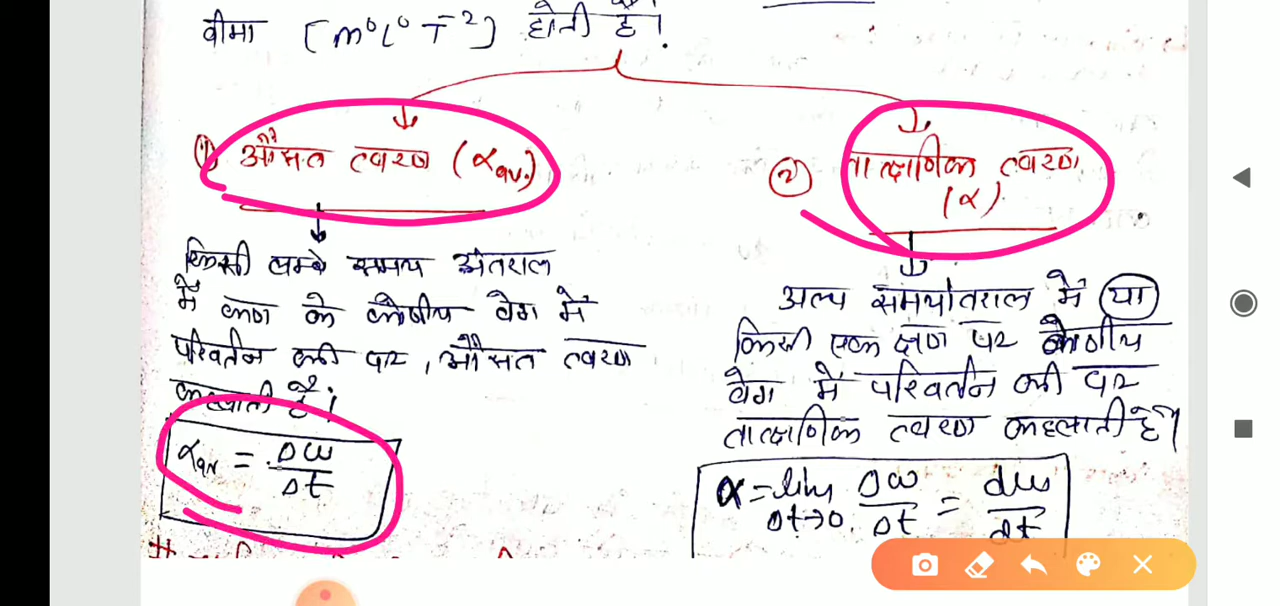 वीमा [m⁰L⁰T⁻²] होती है।
1) औसत त्वरण (αav.)
किसी लम्बे समय अंतराल
में कण के कोणीय वेग में
परिवर्तन की दर, औसत त्वरण
कहलाती है।
αav = Δω/Δt
2) तात्क्षणिक त्वरण
(α)
अल्प समयांतराल में (या)
किसी एक क्षण पर कोणीय
वेग में परिवर्तन की दर
तात्क्षणिक त्वरण कहलाती है।
α = lim Δt→0 Δω/Δt = dω/dt